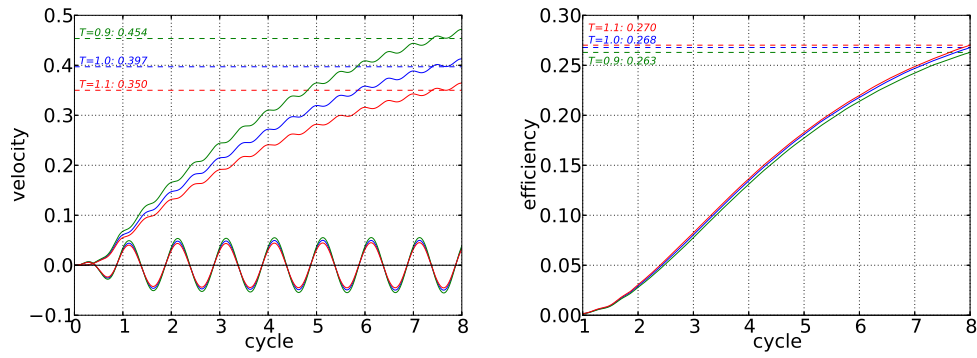 0.5
0.4
0.3
0.2
0.1
0.0
−0.1
velocity
T=0.9: 0.454
T=1.0: 0.397
T=1.1: 0.350
0 1 2 3 4 5 6 7 8
cycle
0.30
0.25
0.20
0.15
0.10
0.05
0.00
efficiency
T=1.1: 0.270
T=1.0: 0.268
T=0.9: 0.263
1 2 3 4 5 6 7 8
cycle